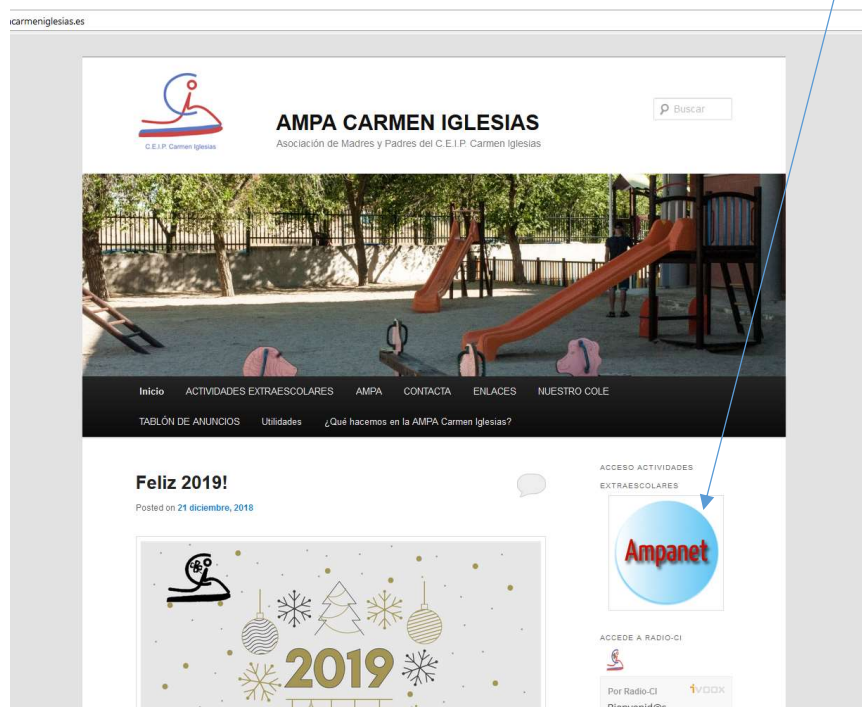 carmeniglesias.es
C.E.I.P. Carmen Iglesias
AMPA CARMEN IGLESIAS
Asociación de Madres y Padres del C.E.I.P. Carmen Iglesias
Buscar
Inicio ACTIVIDADES EXTRAESCOLARES AMPA CONTACTA ENLACES NUESTRO COLE
TABLÓN DE ANUNCIOS Utilidades ¿Qué hacemos en la AMPA Carmen Iglesias?
Feliz 2019!
Posted on 21 diciembre, 2018
2019
ACCESO ACTIVIDADES
EXTRAESCOLARES
Ampanet
ACCEDE A RADIO-CI
Por Radio-CI
ivoox
Bienvenid@s